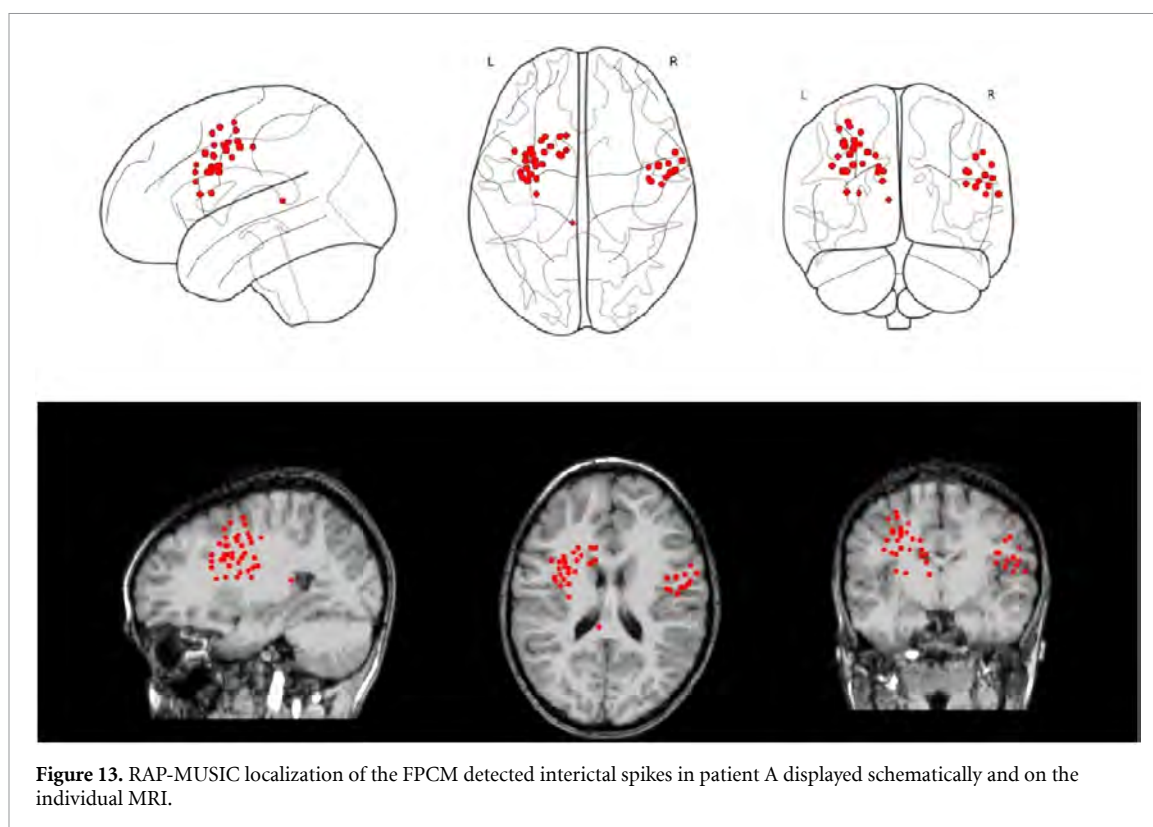 L R
L R
Figure 13. RAP-MUSIC localization of the FPCM detected interictal spikes in patient A displayed schematically and on the
individual MRI.